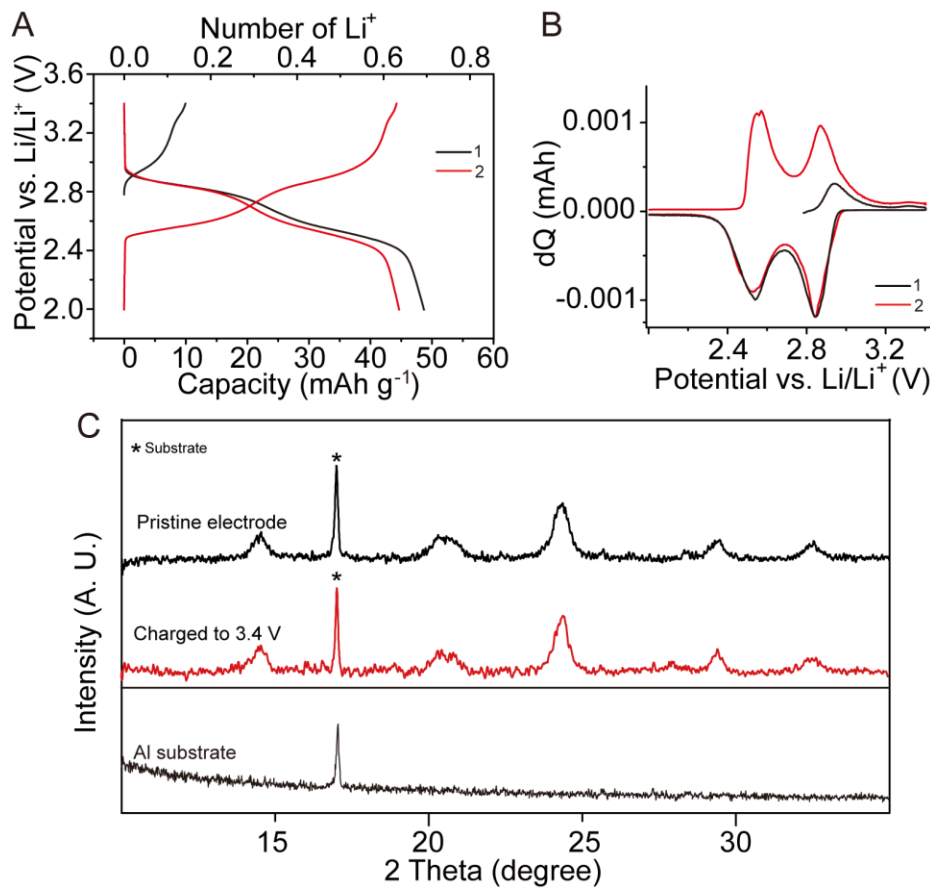 A
Number of Li⁺
0.0 0.2 0.4 0.6 0.8
Potential vs. Li/Li⁺ (V)
3.6
3.2
2.8
2.4
2.0
1
2
0 10 20 30 40 50 60
Capacity (mAh g⁻¹)
B
dQ (mAh)
0.001
-0.000
-0.001
1
2
2.4 2.8 3.2
Potential vs. Li/Li⁺ (V)
C
* Substrate
*
Pristine electrode
*
Charged to 3.4 V
Al substrate
Intensity (A. U.)
15 20 25 30
2 Theta (degree)